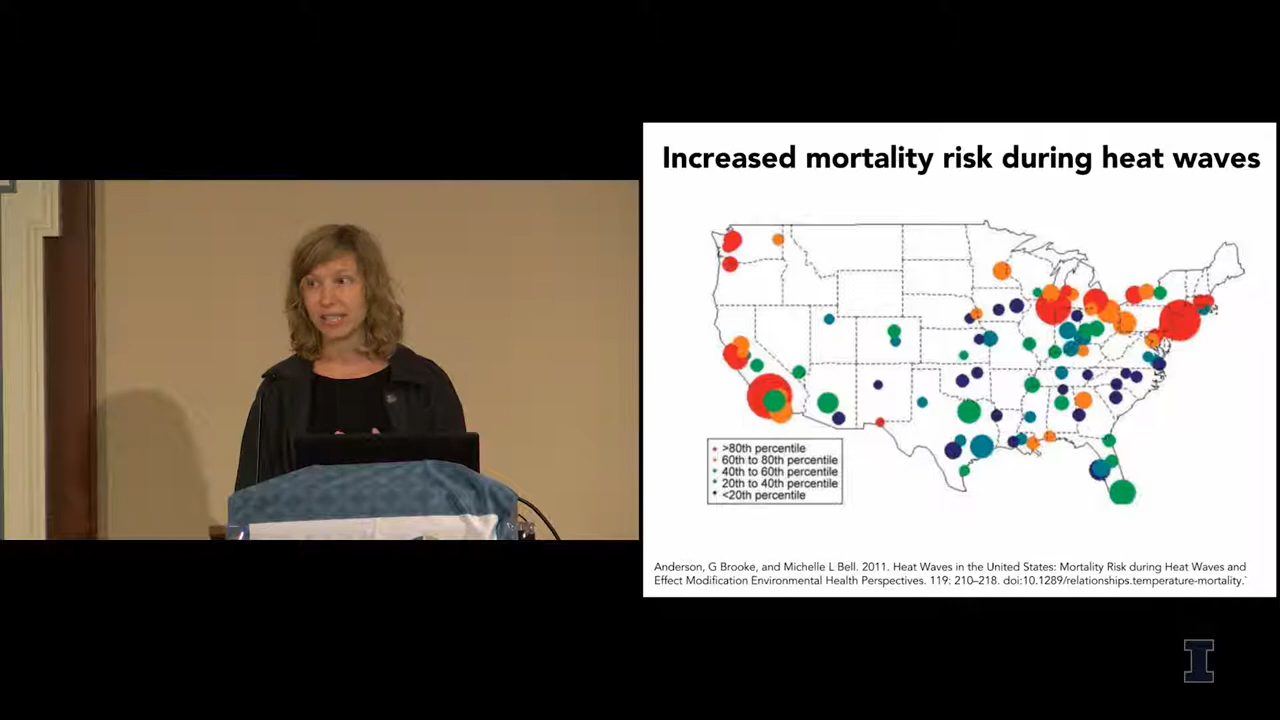 Increased mortality risk during heat waves
>80th percentile
60th to 80th percentile
40th to 60th percentile
20th to 40th percentile
<20th percentile
Anderson, G Brooke, and Michelle L Bell. 2011. Heat Waves in the United States: Mortality Risk during Heat Waves and
Effect Modification Environmental Health Perspectives. 119: 210–218. doi:10.1289/relationships.temperature-mortality.
I